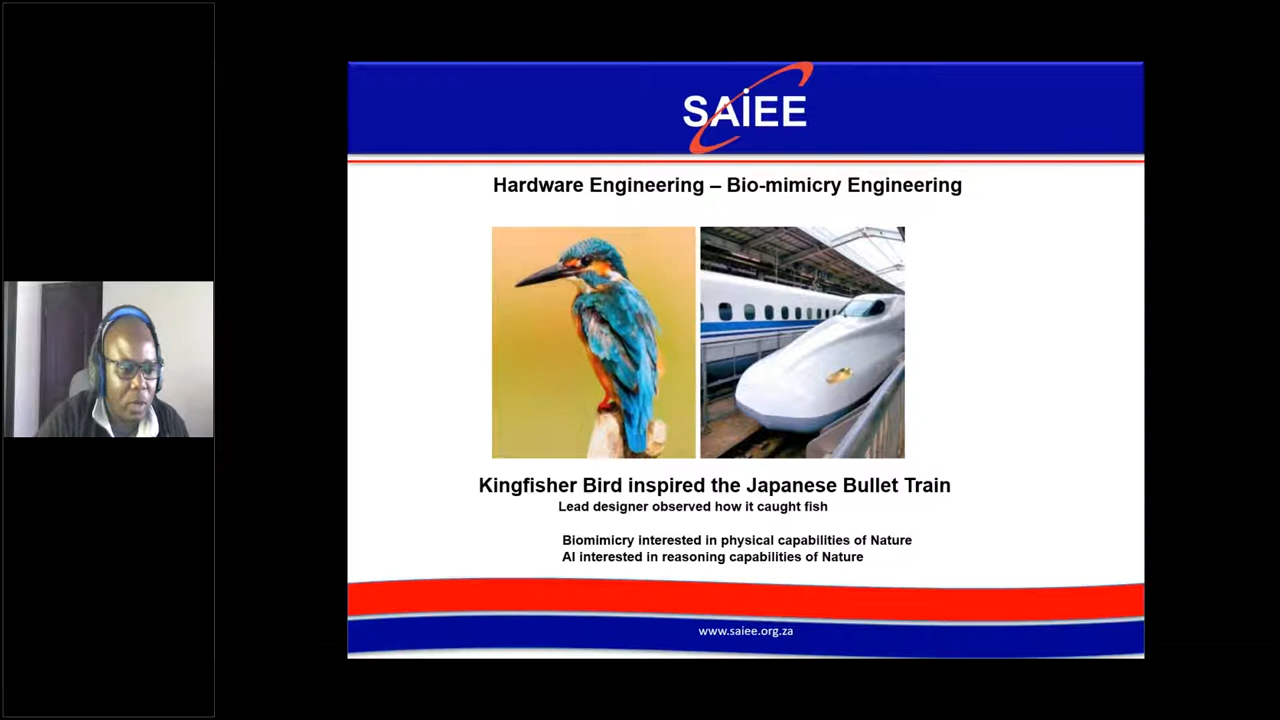 SAiEE
Hardware Engineering – Bio-mimicry Engineering
Kingfisher Bird inspired the Japanese Bullet Train
Lead designer observed how it caught fish
Biomimicry interested in physical capabilities of Nature
AI interested in reasoning capabilities of Nature
www.saiee.org.za